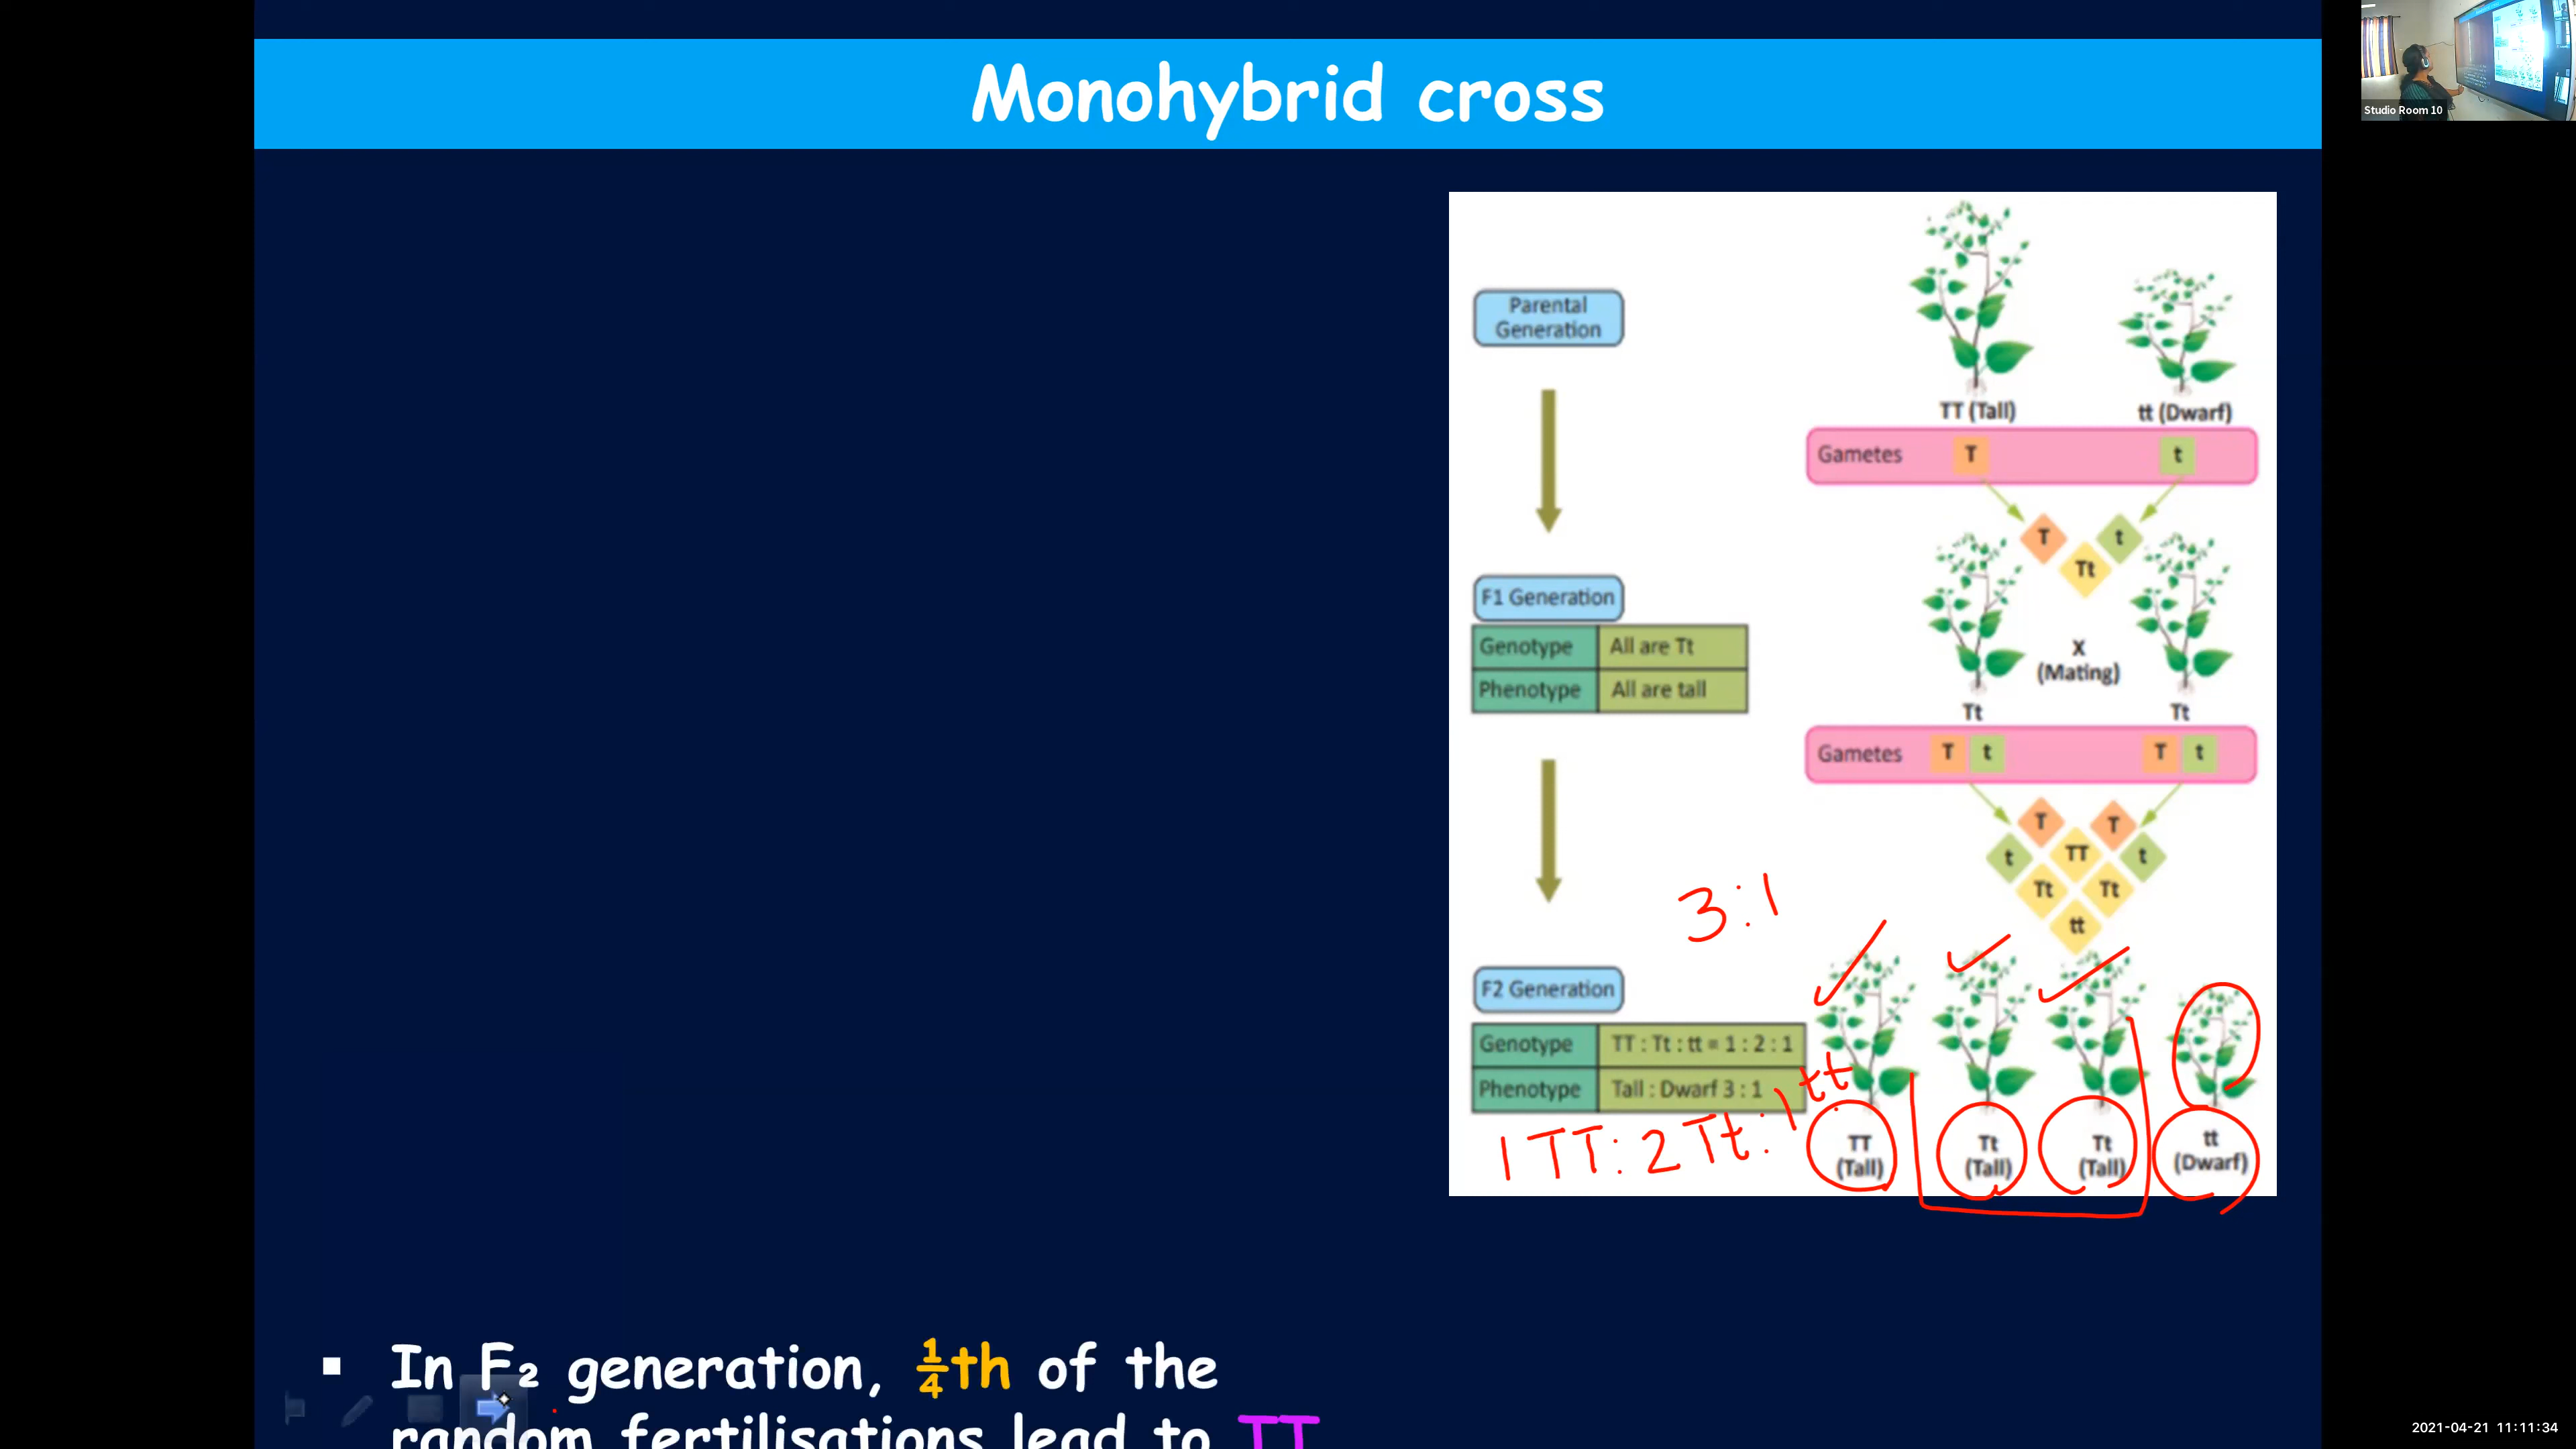 Monohybrid cross
Studio Room 10
Parental
Generation
TT (Tall)
tt (Dwarf)
Gametes T t
T t
Tt
F1 Generation
Genotype All are Tt
Phenotype All are tall
X
(Mating)
Tt Tt
Gametes T t T t
T T
t TT t
Tt Tt
tt
3:1
F2 Generation
Genotype TT : Tt : tt = 1 : 2 : 1
Phenotype Tall : Dwarf 3 : 1
1 TT: 2 Tt: 1 tt
TT
(Tall)
Tt
(Tall)
Tt
(Tall)
tt
(Dwarf)
▪ In F₂ generation, ¼th of the
random fertilisations lead to TT
2021-04-21 11:11:34